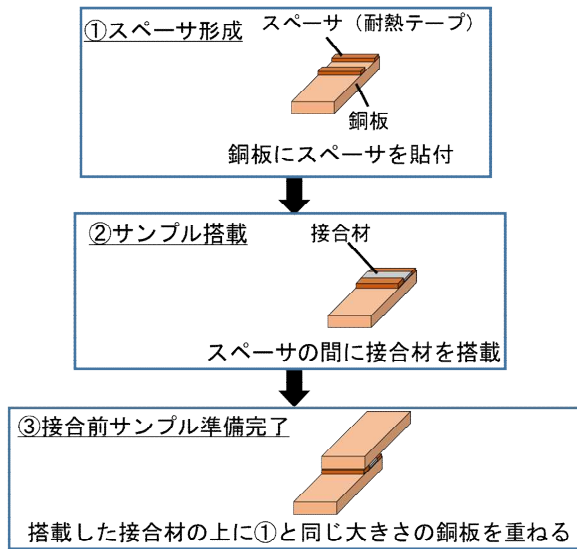 ①スペーサ形成
スペーサ（耐熱テープ）
銅板
銅板にスペーサを貼付
②サンプル搭載
接合材
スペーサの間に接合材を搭載
③接合前サンプル準備完了
搭載した接合材の上に①と同じ大きさの銅板を重ねる